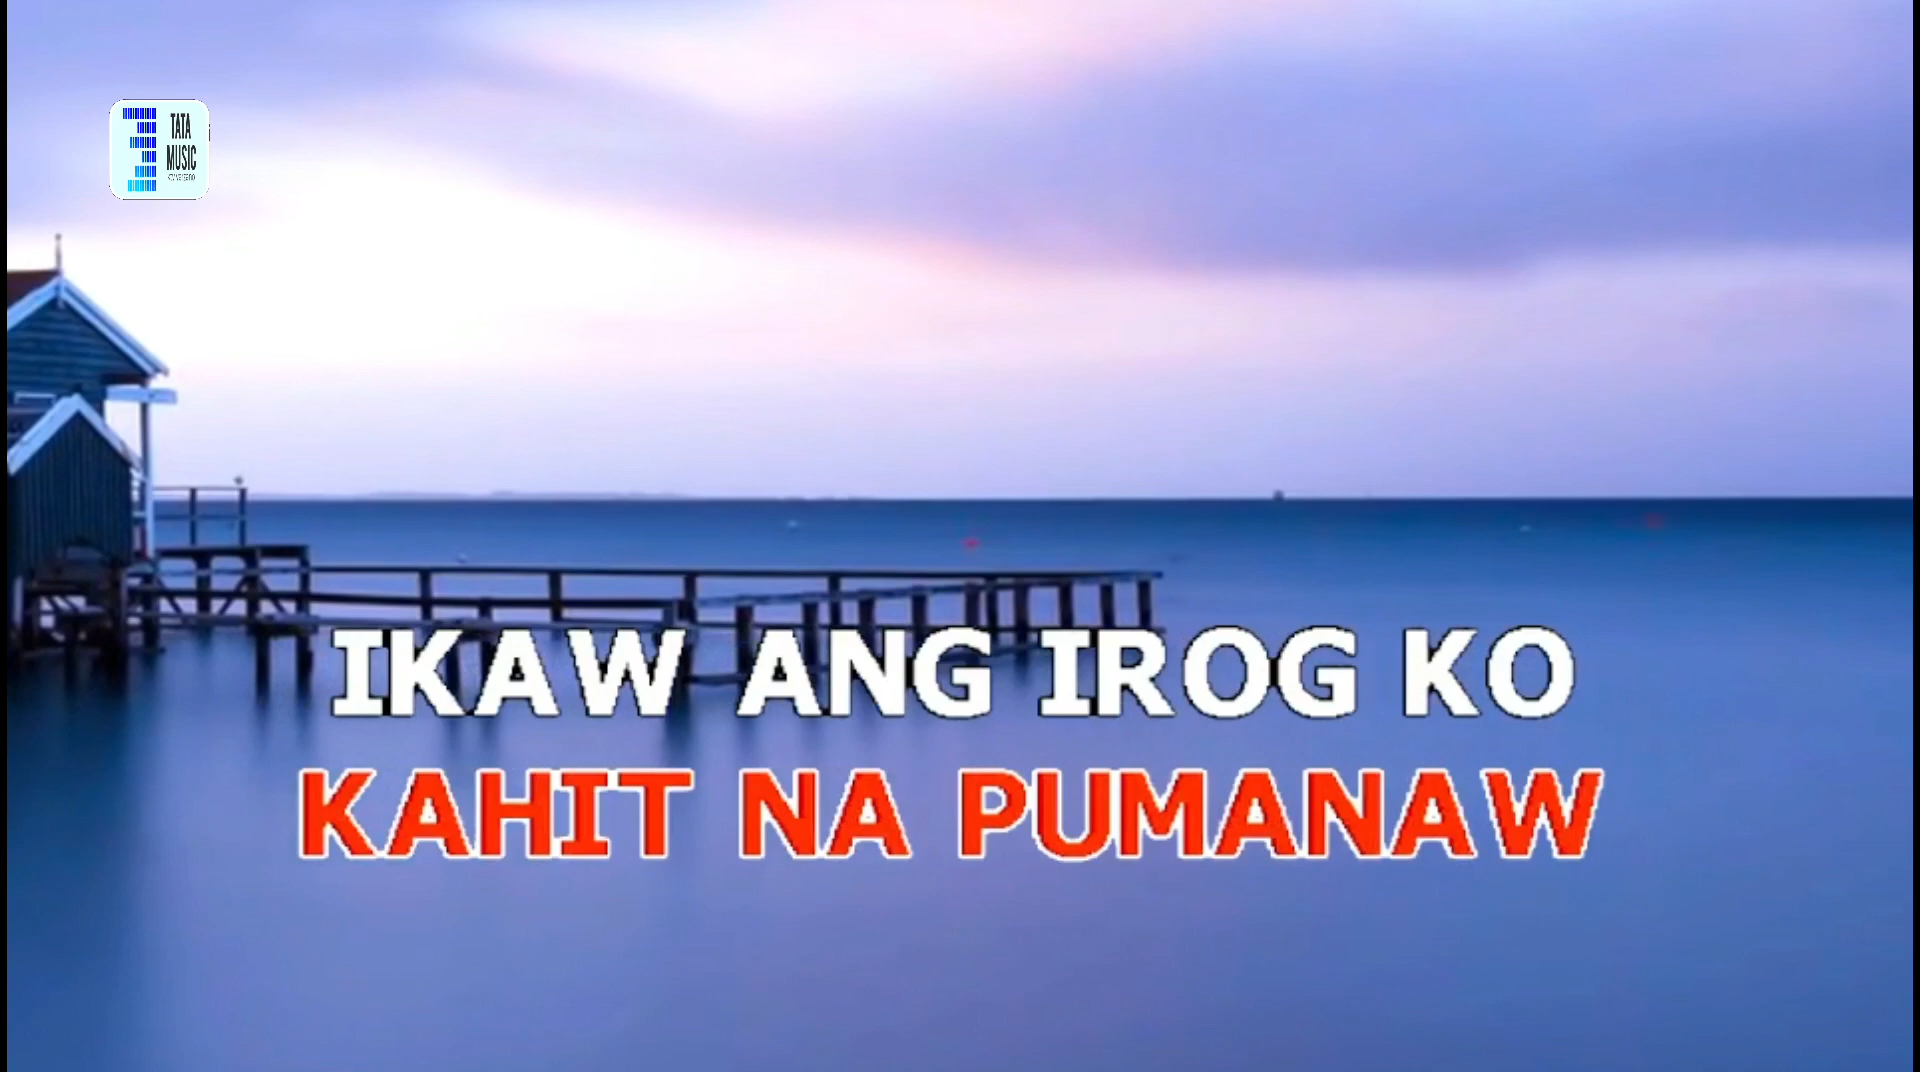 TATA
MUSIC
IKAW ANG IROG KO
KAHIT NA PUMANAW